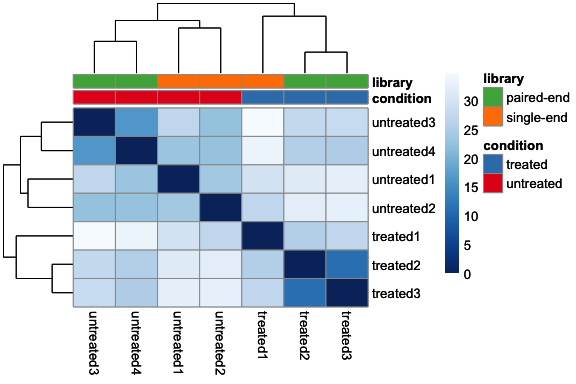 library
condition
untreated3
untreated4
untreated1
untreated2
treated1
treated2
treated3
untreated3
untreated4
untreated1
untreated2
treated1
treated2
treated3
30
25
20
15
10
5
0
library
paired-end
single-end
condition
treated
untreated